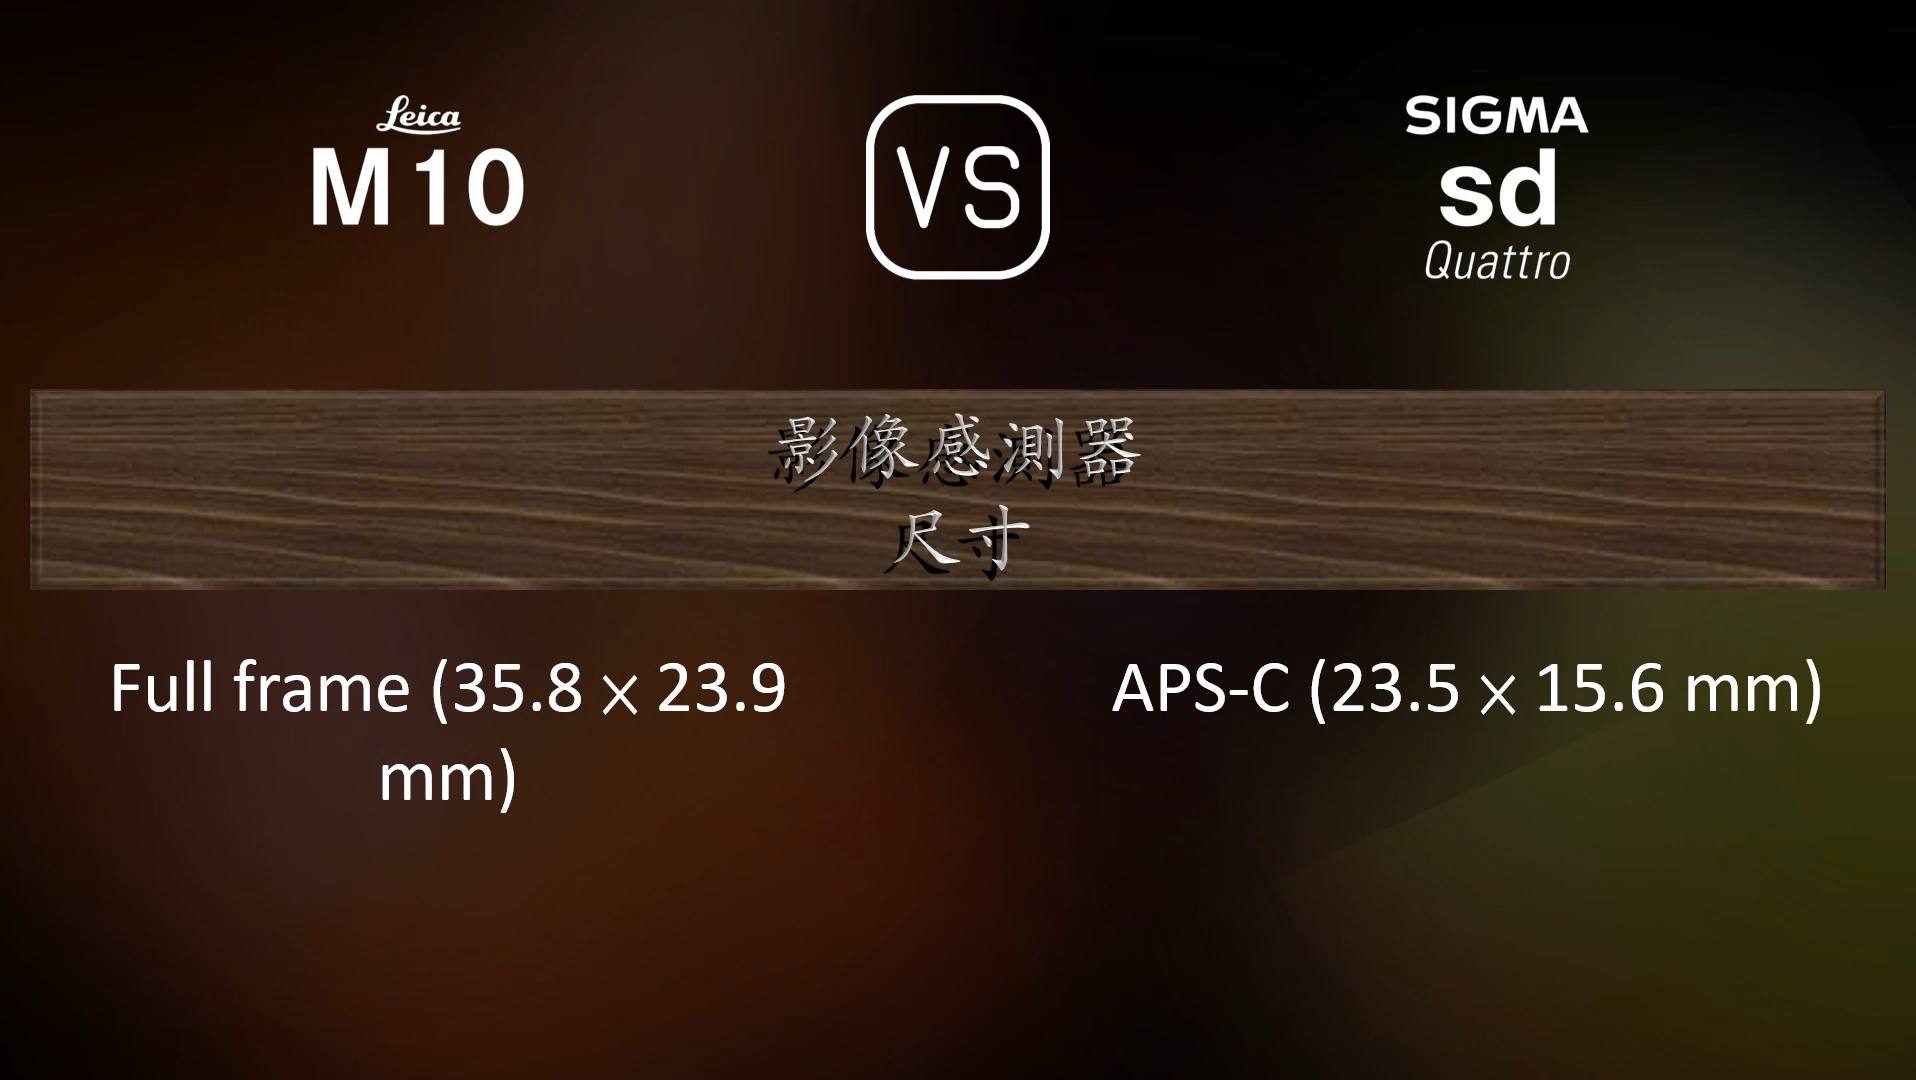 Leica
M10
VS
SIGMA
sd
Quattro
影像感測器
尺寸
Full frame (35.8 x 23.9
mm)
APS-C (23.5 x 15.6 mm)